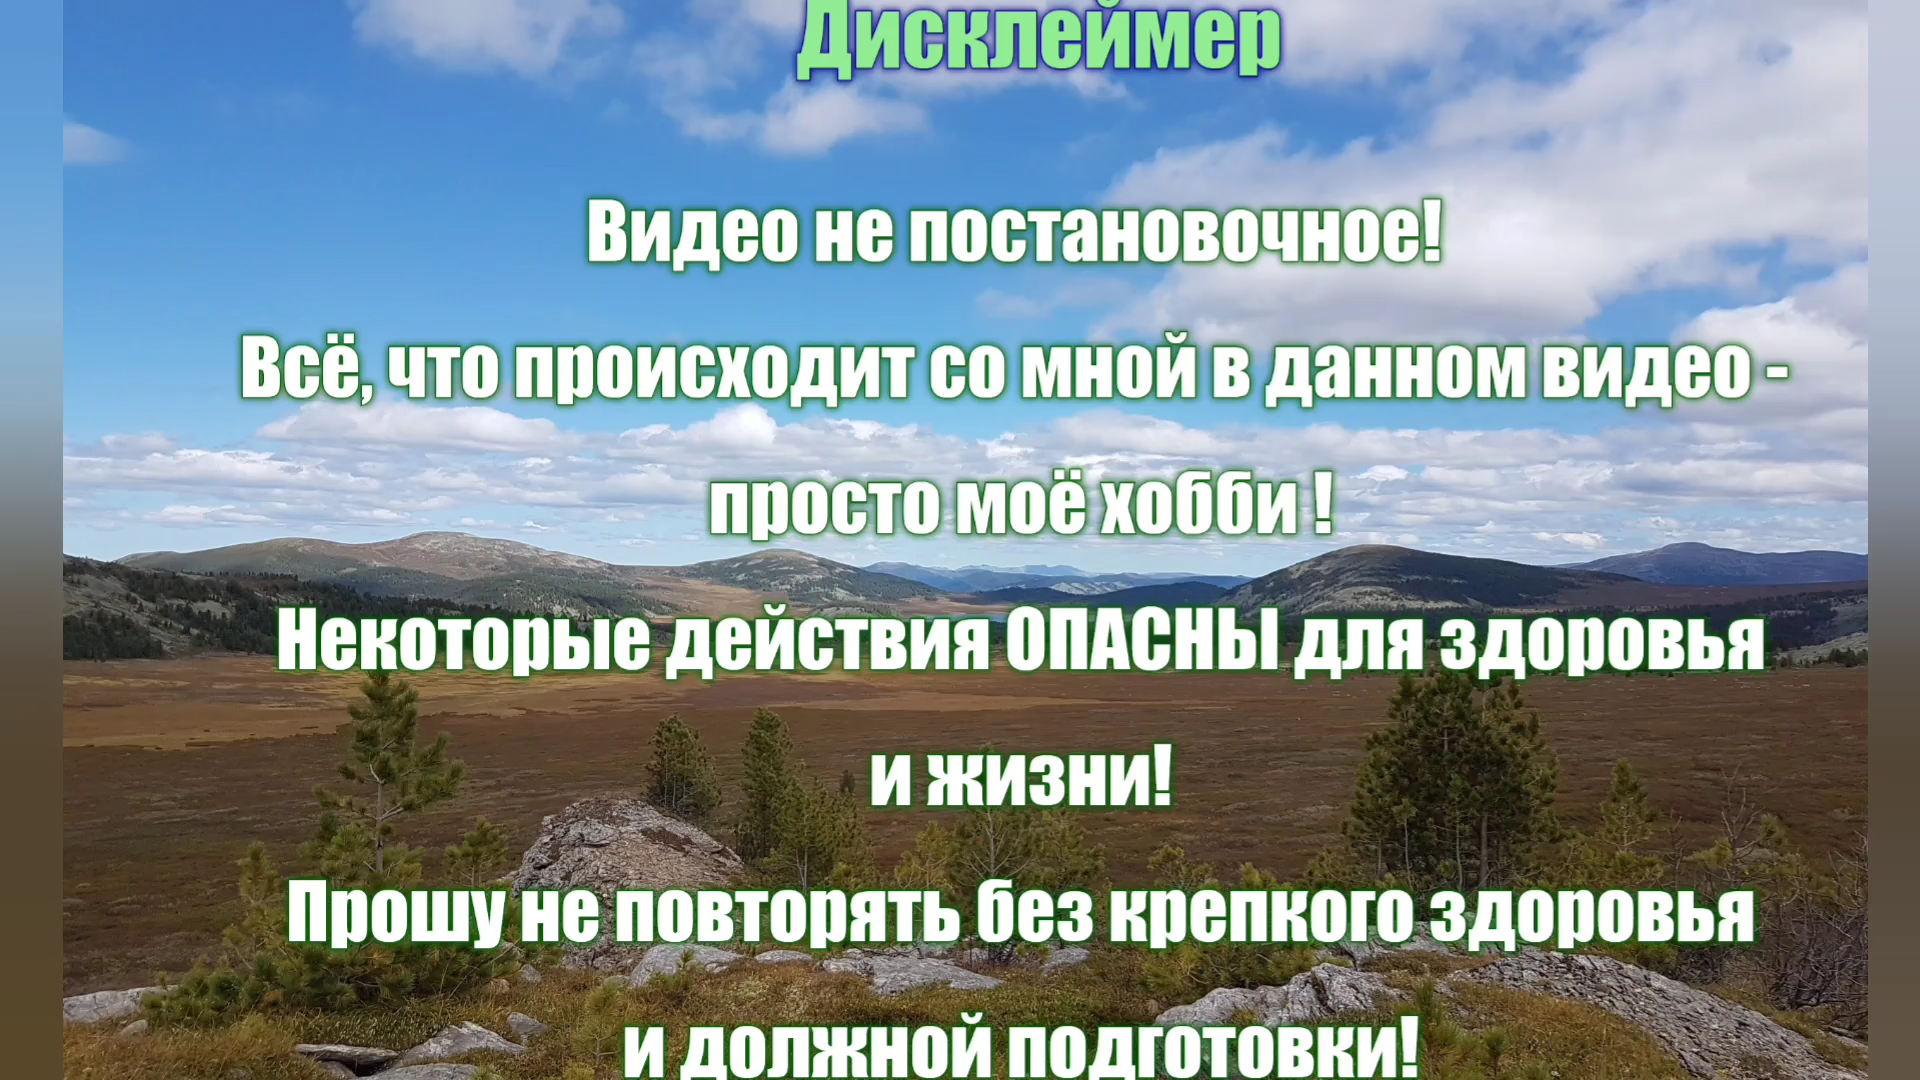 Дисклеймер
Видео не постановочное!
Всё, что происходит со мной в данном видео -
просто моё хобби !
Некоторые действия ОПАСНЫ для здоровья
и жизни!
Прошу не повторять без крепкого здоровья
и должной подготовки!